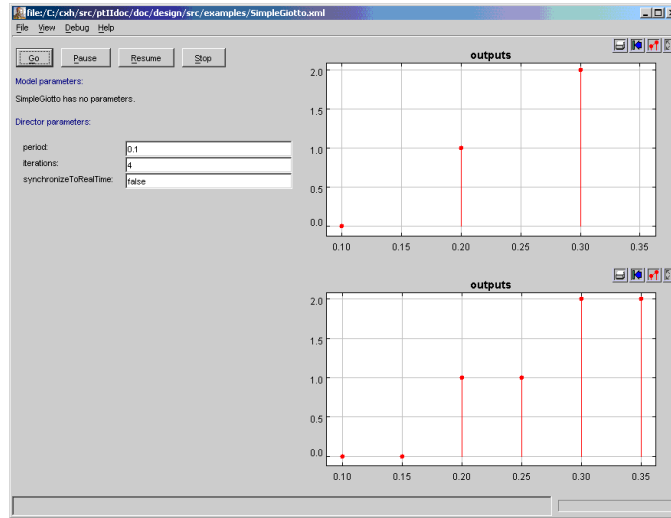 file:/C:/cxh/src/ptIIdoc/doc/design/src/examples/SimpleGiotto.xml
File View Debug Help
Go Pause Resume Stop
Model parameters:
SimpleGiotto has no parameters.
Director parameters:
period: 0.1
iterations: 4
synchronizeToRealTime: false
outputs
2.0
1.5
1.0
0.5
0.0
0.10 0.15 0.20 0.25 0.30 0.35
outputs
2.0
1.5
1.0
0.5
0.0
0.10 0.15 0.20 0.25 0.30 0.35